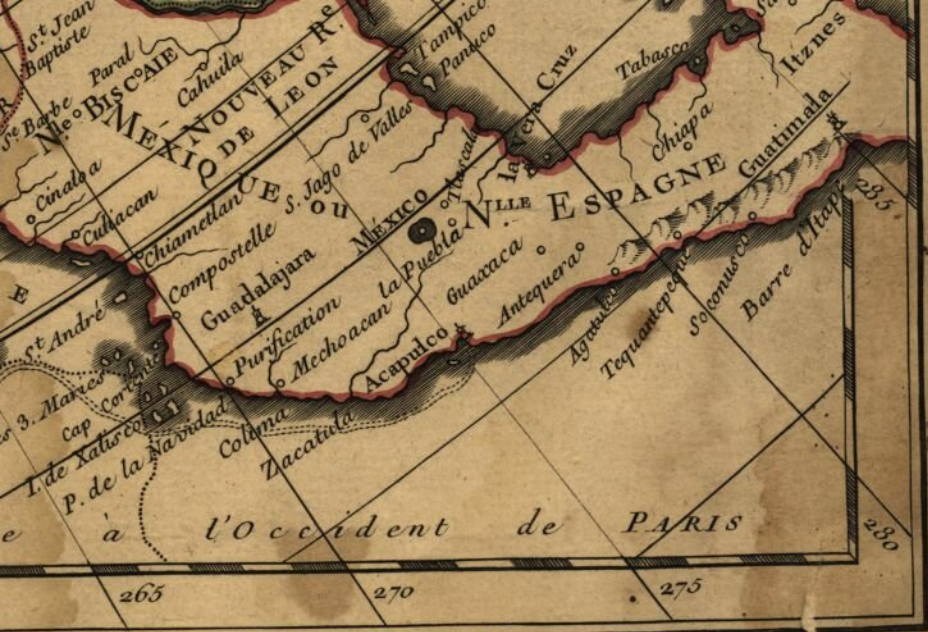 St Jean
Baptiste
Paral
Cahuila
Nle BISCAIE
Ste Barbe
NOUVEAU Re
DE LEON
MEXIQUE OU
Nlle ESPAGNE
Tampico
Panuco
Tabasco
Itznes
Chiapa
Guatimala
la Vera Cruz
Tlascala
S. Jago de Valles
Cinaloa
Culiacan
Chiametlan
Compostelle
Guadalajara
MEXICO
la Puebla
Guaxaca
Antequera
Purification
Mechoacan
Acapulco
Agatulco
Tequantepeque
Soconusco
Barre d'Itapa
St André
3. Maries
Cap Corente
I. de Xalisco
P. de la Navidad
Colima
Zacatula
e à l'Occident de PARIS
265
270
275
280
285